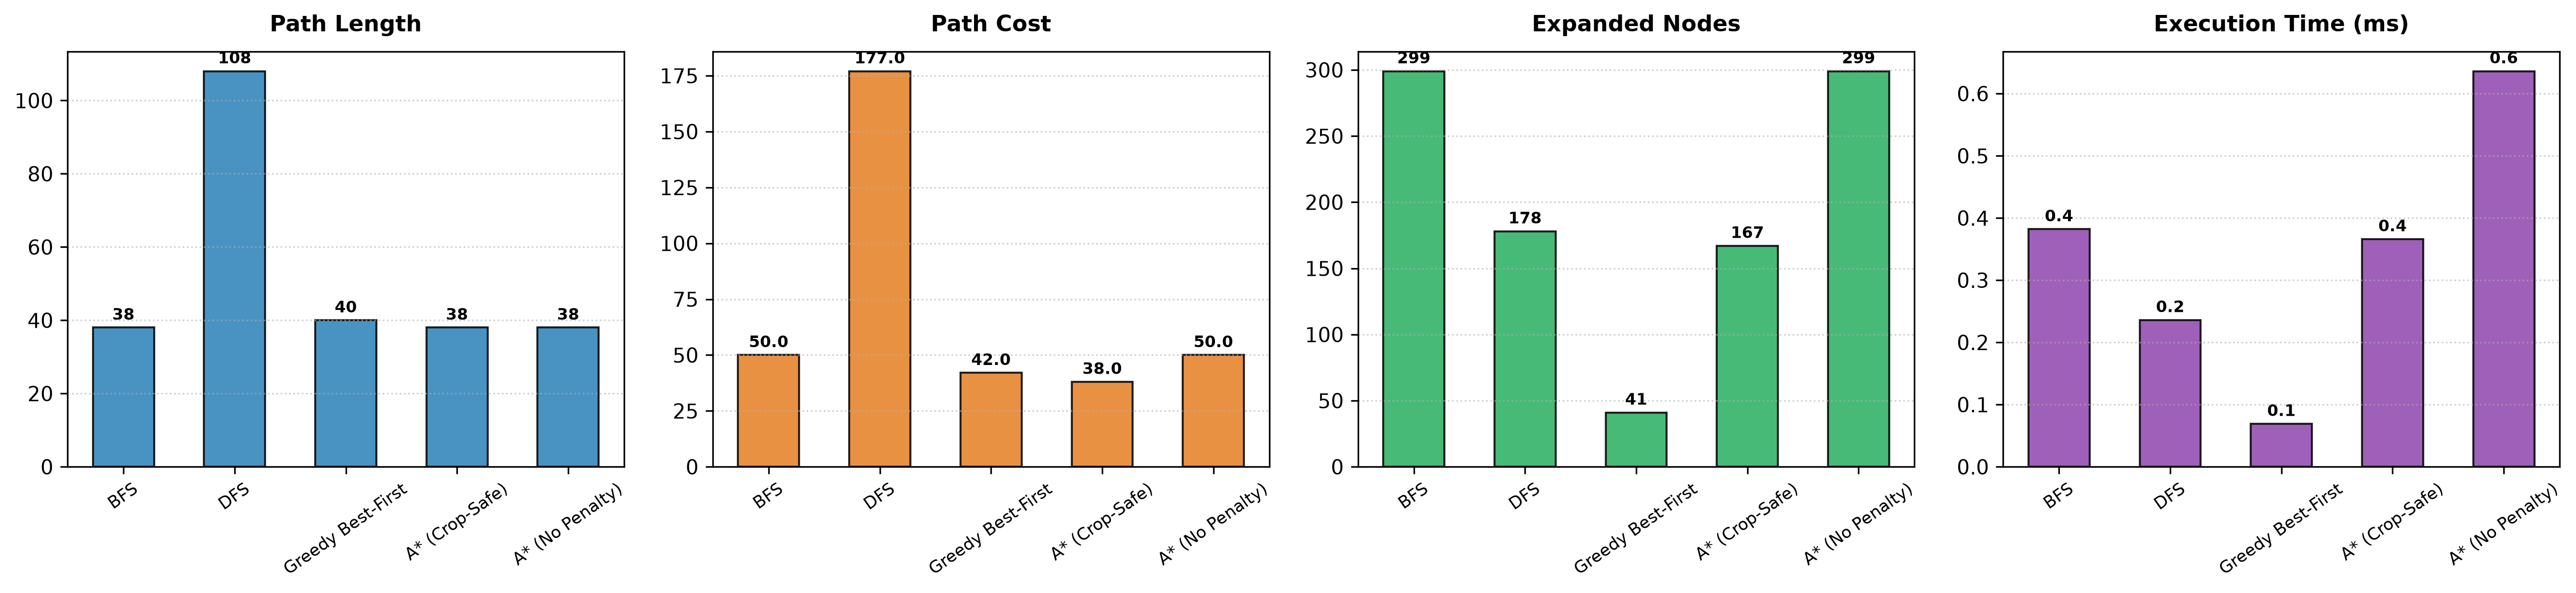 Path Length
108
100
80
60
40
20
0
38
40
38
38
BFS
DFS
Greedy Best-First
A* (Crop-Safe)
A* (No Penalty)
Path Cost
177.0
175
150
125
100
75
50
25
0
50.0
42.0
38.0
50.0
BFS
DFS
Greedy Best-First
A* (Crop-Safe)
A* (No Penalty)
Expanded Nodes
299
299
300
250
200
150
100
50
0
178
41
167
BFS
DFS
Greedy Best-First
A* (Crop-Safe)
A* (No Penalty)
Execution Time (ms)
0.6
0.6
0.5
0.4
0.3
0.2
0.1
0.0
0.4
0.2
0.1
0.4
BFS
DFS
Greedy Best-First
A* (Crop-Safe)
A* (No Penalty)